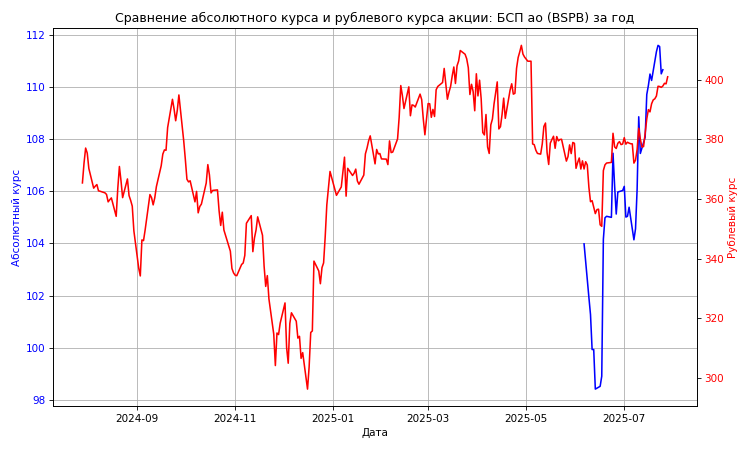 Сравнение абсолютного курса и рублевого курса акции: БСП ао (BSPB) за год
112
110
108
106
104
102
100
98
Абсолютный курс
400
380
360
340
320
300
Рублевый курс
2024-09 2024-11 2025-01 2025-03 2025-05 2025-07
Дата